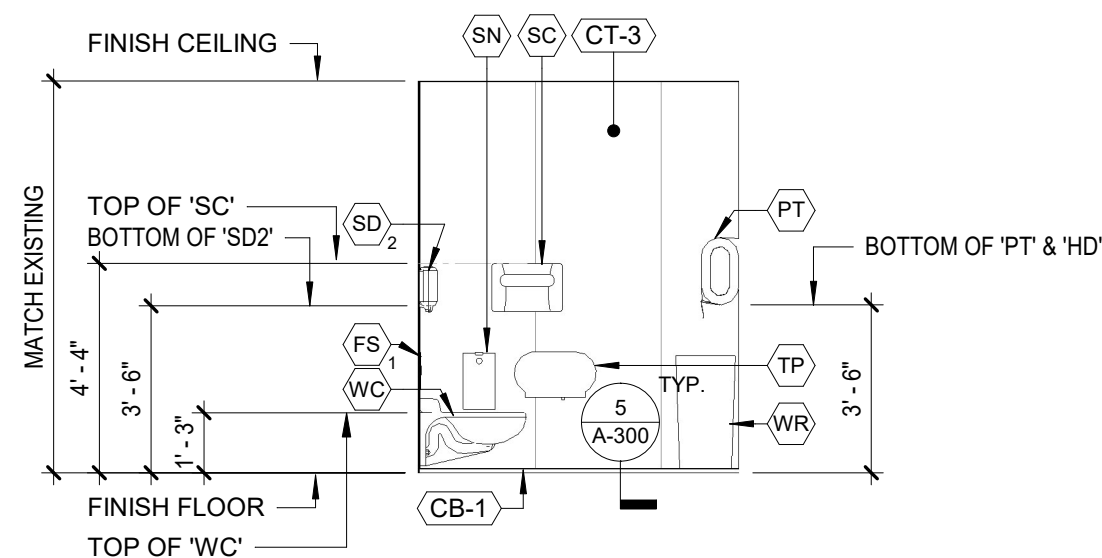 FINISH CEILING
SN
SC
CT-3
MATCH EXISTING
TOP OF 'SC'
BOTTOM OF 'SD2'
SD
2
PT
BOTTOM OF 'PT' & 'HD'
4' - 4"
3' - 6"
1' - 3"
FS
1
WC
TP
TYP.
5
A-300
WR
3' - 6"
FINISH FLOOR
CB-1
TOP OF 'WC'